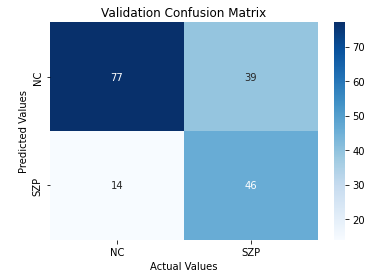 Validation Confusion Matrix
Predicted Values
NC
77
39
SZP
14
46
NC
SZP
Actual Values
70
60
50
40
30
20